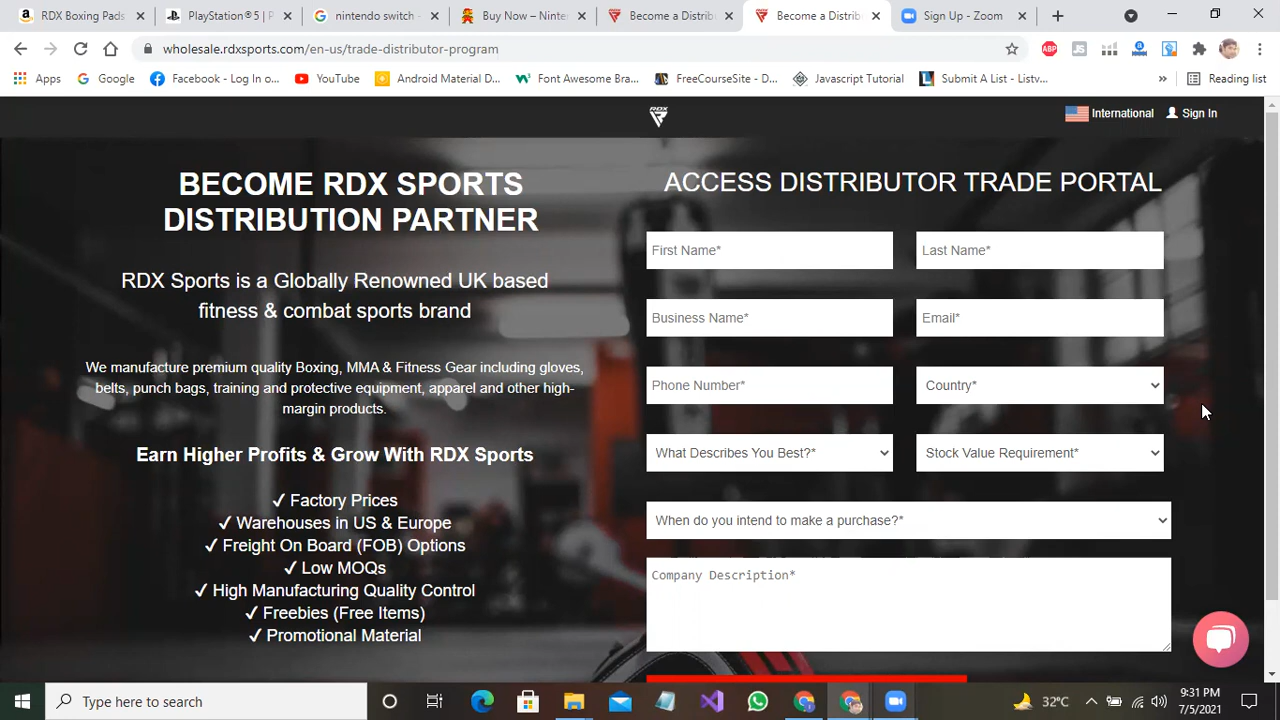 RDX Boxing Pads
PlayStation®5 | P
nintendo switch -
Buy Now – Ninte
Become a Distrib
Become a Distrib
Sign Up - Zoom
wholesale.rdxsports.com/en-us/trade-distributor-program
ABP
JS
Apps
Google
Facebook - Log In o...
YouTube
Android Material D...
Font Awesome Bra...
FreeCourseSite - D...
Javascript Tutorial
Submit A List - Listv...
»
Reading list
RDX
International
Sign In
BECOME RDX SPORTS
DISTRIBUTION PARTNER
RDX Sports is a Globally Renowned UK based
fitness & combat sports brand
We manufacture premium quality Boxing, MMA & Fitness Gear including gloves,
belts, punch bags, training and protective equipment, apparel and other high-
margin products.
Earn Higher Profits & Grow With RDX Sports
✓ Factory Prices
✓ Warehouses in US & Europe
✓ Freight On Board (FOB) Options
✓ Low MOQs
✓ High Manufacturing Quality Control
✓ Freebies (Free Items)
✓ Promotional Material
ACCESS DISTRIBUTOR TRADE PORTAL
First Name*
Last Name*
Business Name*
Email*
Phone Number*
Country*
What Describes You Best?*
Stock Value Requirement*
When do you intend to make a purchase?*
Company Description*
Type here to search
32°C
9:31 PM
7/5/2021